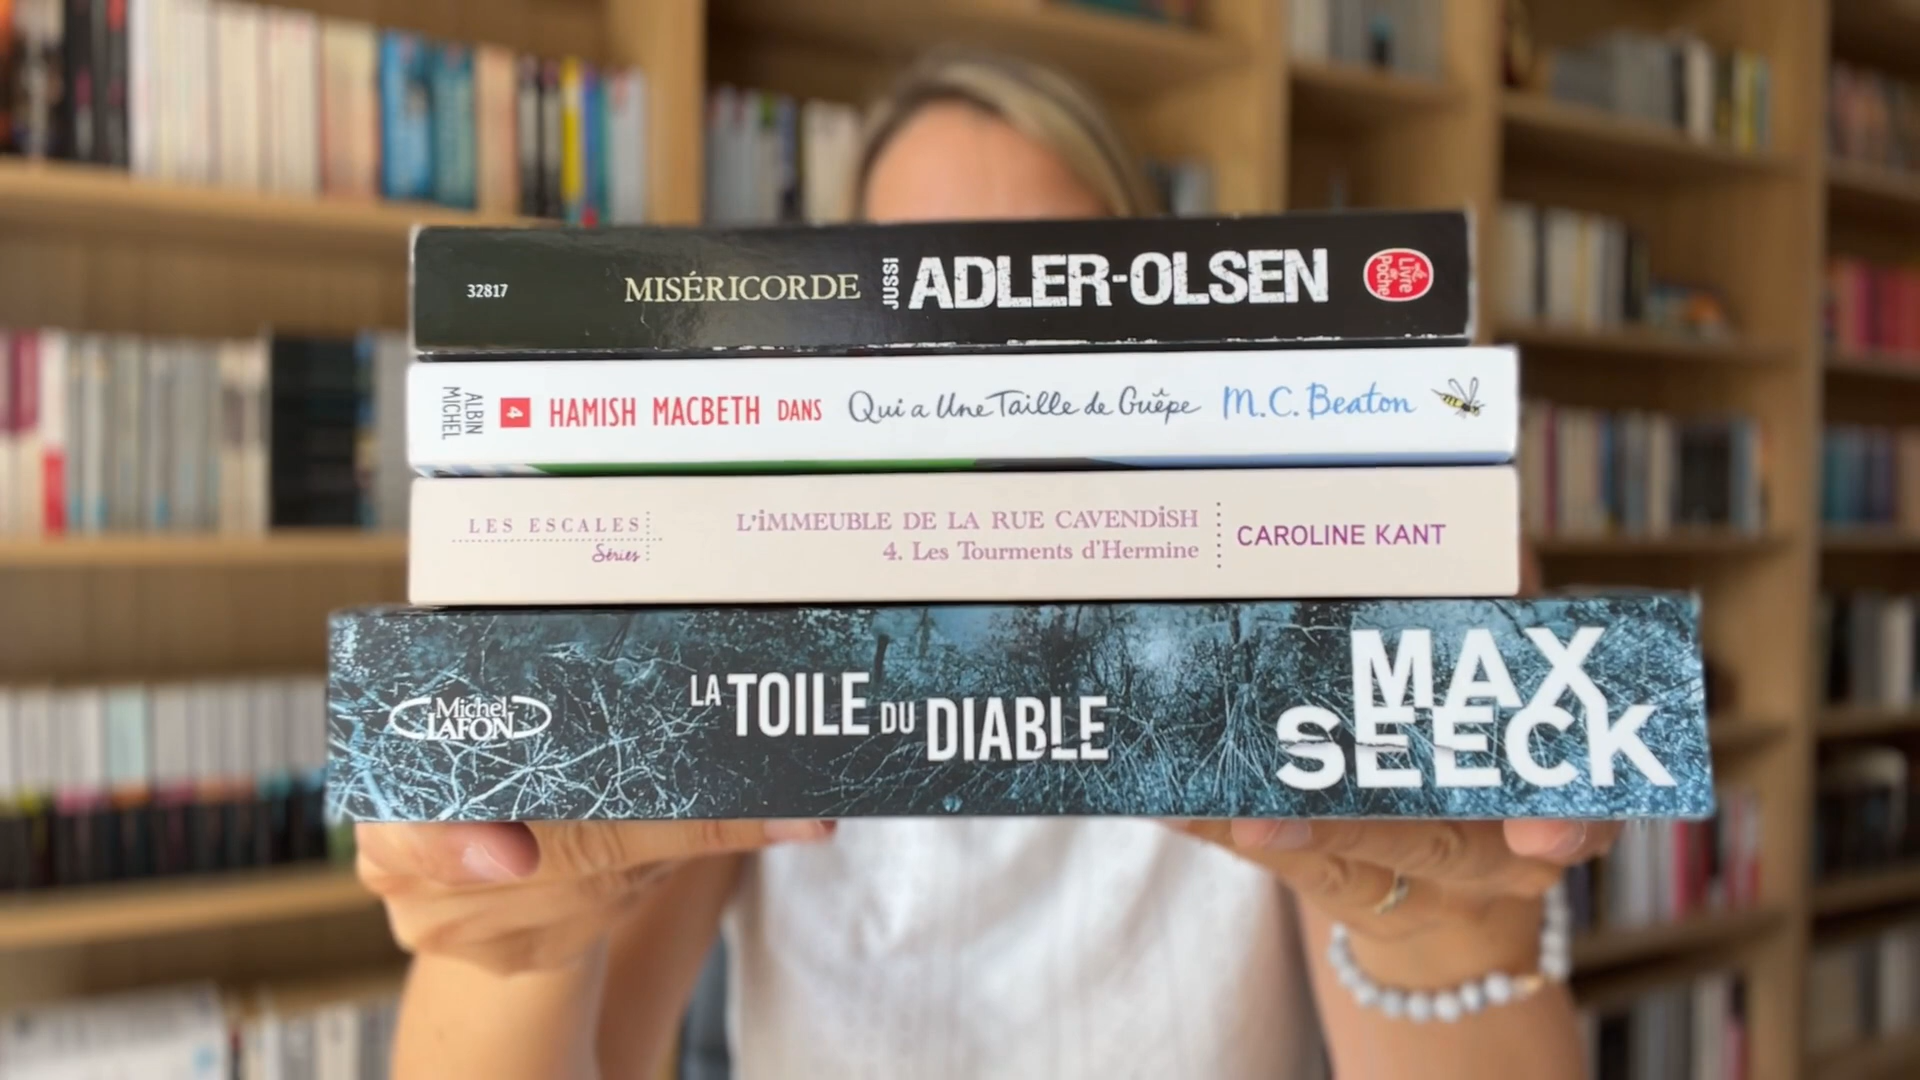 32817
MISÉRICORDE
JUSSI
ADLER-OLSEN
Le
Livre
de
Poche
ALBIN
MICHEL
4
HAMISH MACBETH DANS Qui a Une Taille de Guêpe M.C. Beaton
LES ESCALES
Séries
L'iMMEUBLE DE LA RUE CAVENDiSH
4. Les Tourments d'Hermine
CAROLINE KANT
Michel
LAFON
LA TOILE DU DIABLE
MAX
SEECK